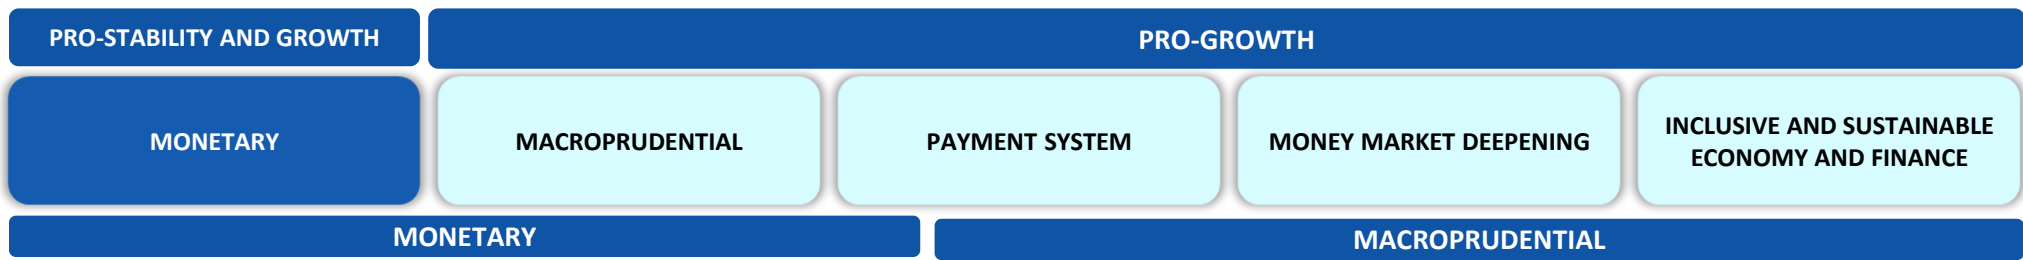 PRO-STABILITY AND GROWTH
PRO-GROWTH
MONETARY
MACROPRUDENTIAL
PAYMENT SYSTEM
MONEY MARKET DEEPENING
INCLUSIVE AND SUSTAINABLE
ECONOMY AND FINANCE
MONETARY
MACROPRUDENTIAL